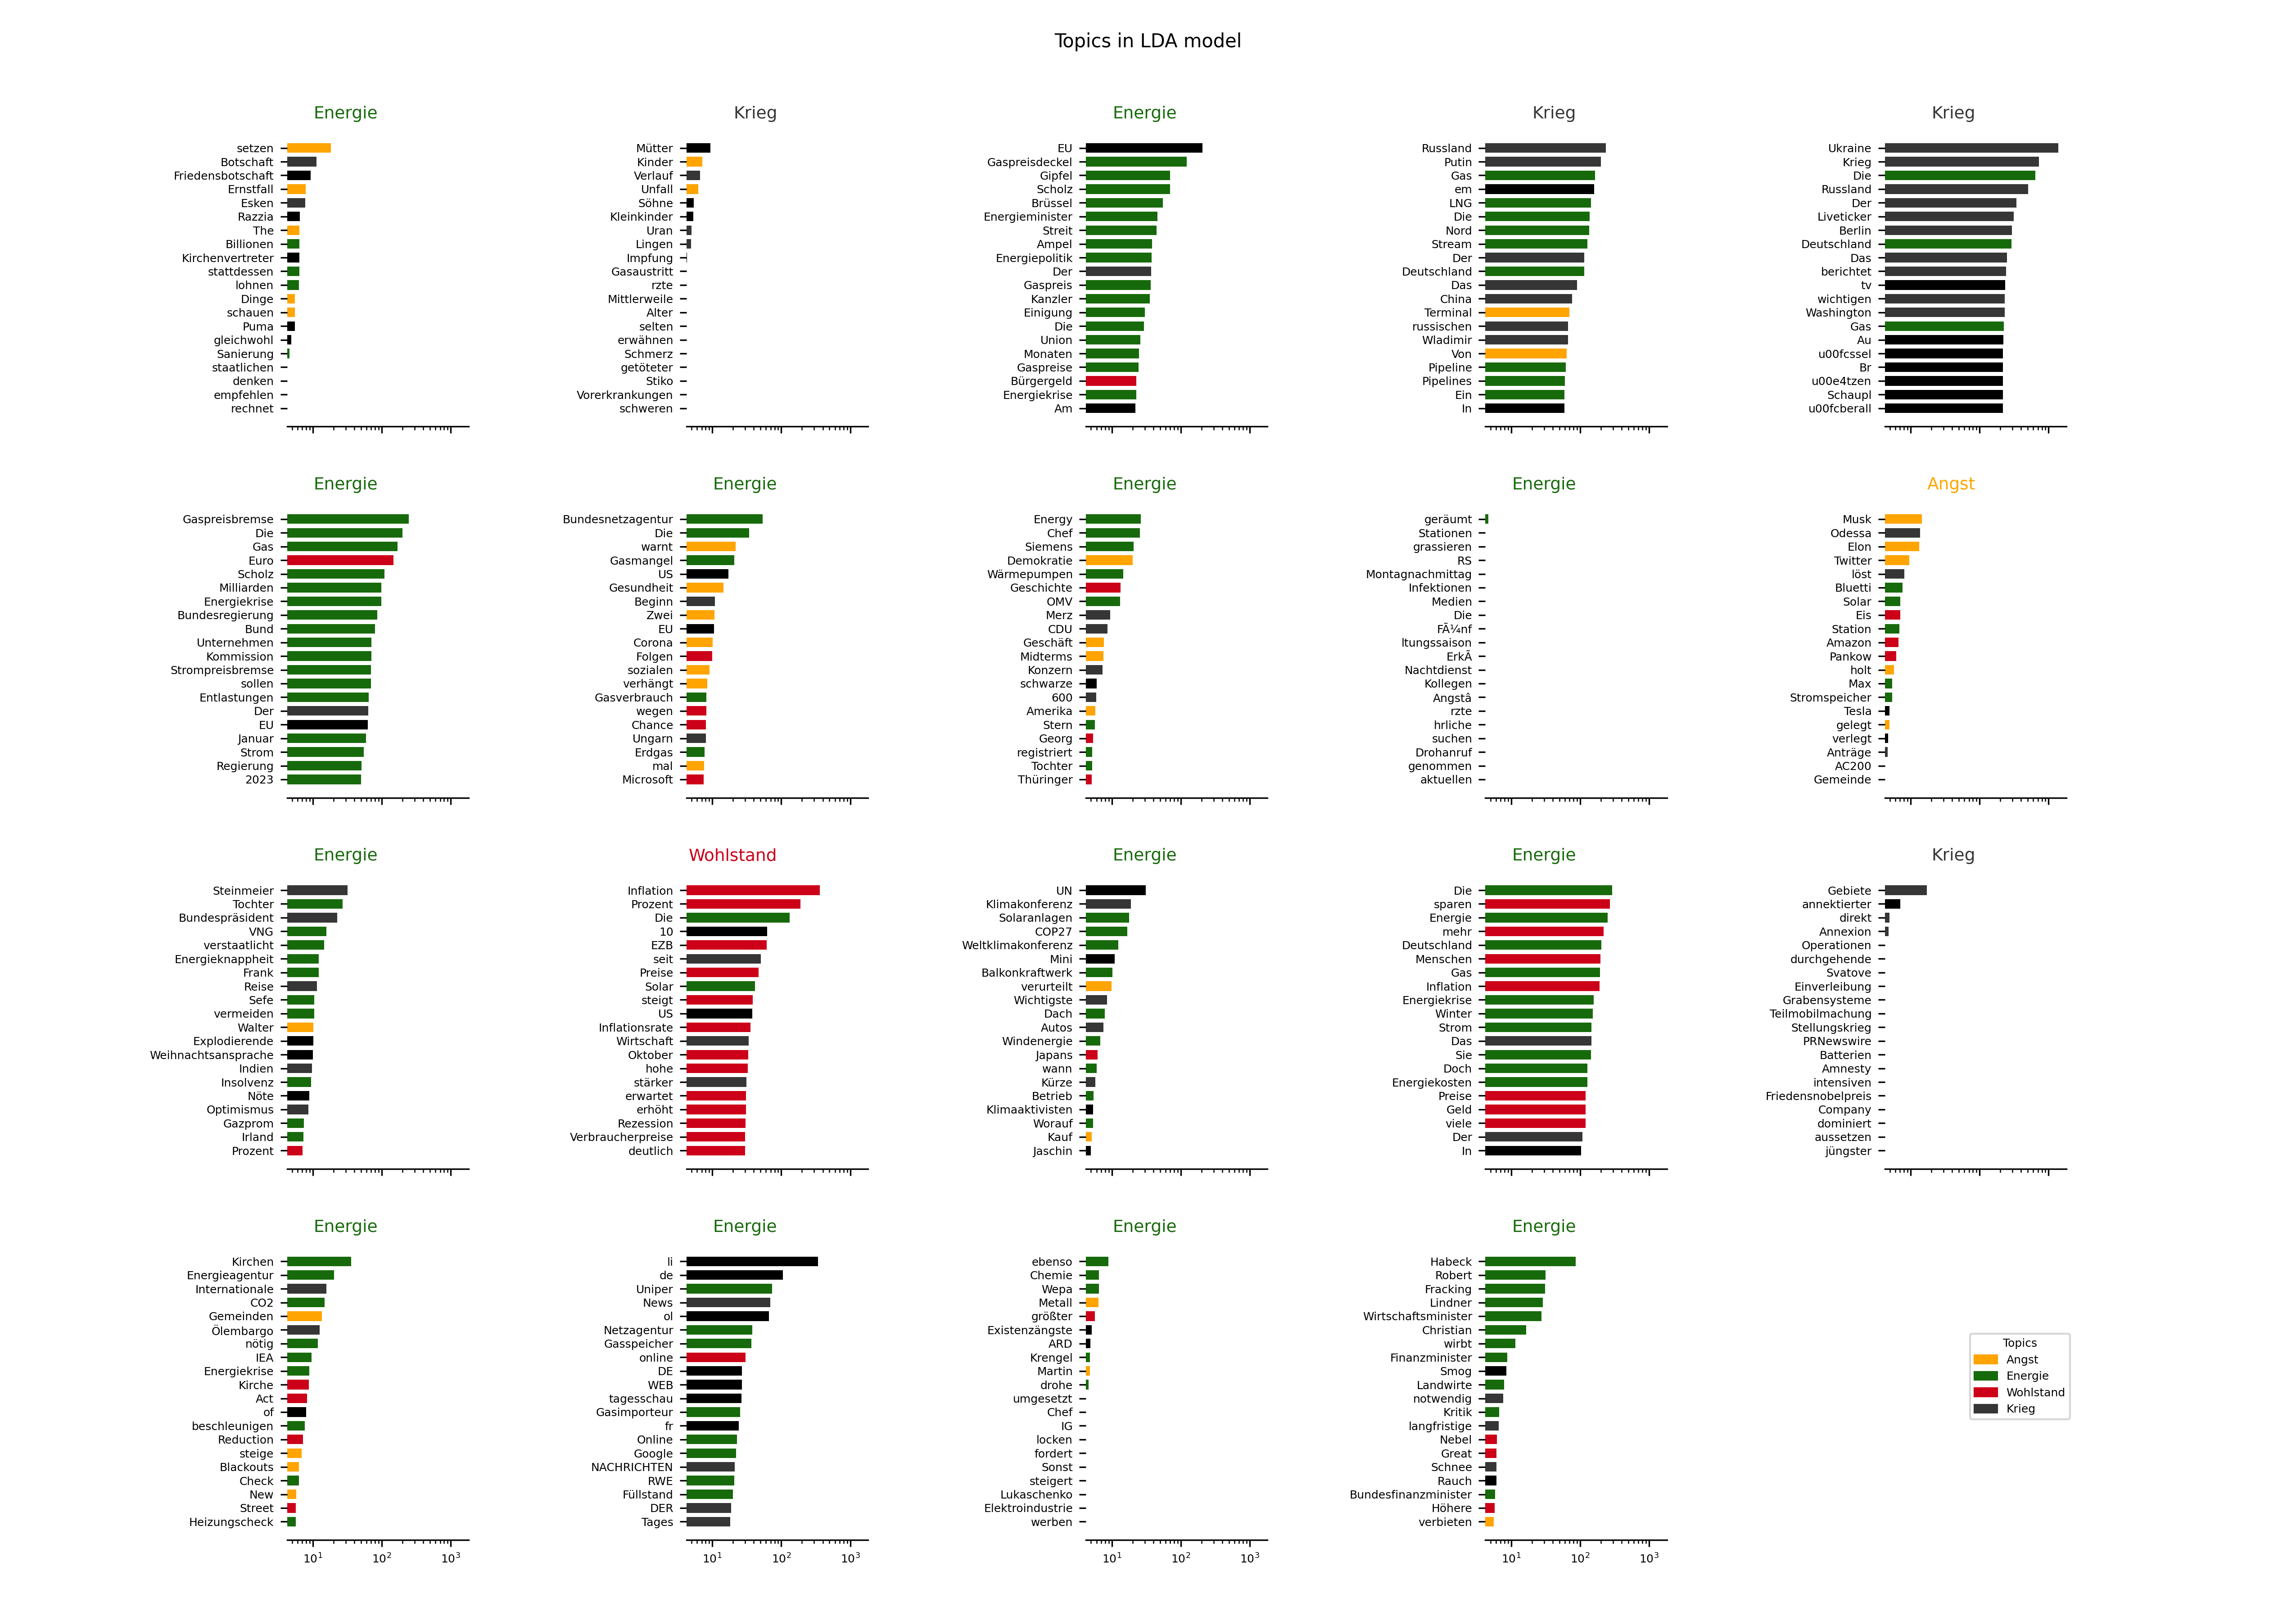 Topics in LDA model
Energie
setzen
Botschaft
Friedensbotschaft
Ernstfall
Esken
Razzia
The
Billionen
Kirchenvertreter
stattdessen
lohnen
Dinge
schauen
Puma
gleichwohl
Sanierung
staatlichen
denken
empfehlen
rechnet
Krieg
Mütter
Kinder
Verlauf
Unfall
Söhne
Kleinkinder
Uran
Lingen
Impfung
Gasaustritt
rzte
Mittlerweile
Alter
selten
erwähnen
Schmerz
getöteter
Stiko
Vorerkrankungen
schweren
Energie
EU
Gaspreisdeckel
Gipfel
Scholz
Brüssel
Energieminister
Streit
Ampel
Energiepolitik
Der
Gaspreis
Kanzler
Einigung
Die
Union
Monaten
Gaspreise
Bürgergeld
Energiekrise
Am
Krieg
Russland
Putin
Gas
em
LNG
Die
Nord
Stream
Der
Deutschland
Das
China
Terminal
russischen
Wladimir
Von
Pipeline
Pipelines
Ein
In
Krieg
Ukraine
Krieg
Die
Russland
Der
Liveticker
Berlin
Deutschland
Das
berichtet
tv
wichtigen
Washington
Gas
Au
u00fcssel
Br
u00e4tzen
Schaupl
u00fcberall
Energie
Gaspreisbremse
Die
Gas
Euro
Scholz
Milliarden
Energiekrise
Bundesregierung
Bund
Unternehmen
Kommission
Strompreisbremse
sollen
Entlastungen
Der
EU
Januar
Strom
Regierung
2023
Energie
Bundesnetzagentur
Die
warnt
Gasmangel
US
Gesundheit
Beginn
Zwei
EU
Corona
Folgen
sozialen
verhängt
Gasverbrauch
wegen
Chance
Ungarn
Erdgas
mal
Microsoft
Energie
Energy
Chef
Siemens
Demokratie
Wärmepumpen
Geschichte
OMV
Merz
CDU
Geschäft
Midterms
Konzern
schwarze
600
Amerika
Stern
Georg
registriert
Tochter
Thüringer
Energie
geräumt
Stationen
grassieren
RS
Montagnachmittag
Infektionen
Medien
Die
FÃ¼nf
ltungssaison
ErkÃ
Nachtdienst
Kollegen
Angstâ
rzte
hrliche
suchen
Drohanruf
genommen
aktuellen
Angst
Musk
Odessa
Elon
Twitter
löst
Bluetti
Solar
Eis
Station
Amazon
Pankow
holt
Max
Stromspeicher
Tesla
gelegt
verlegt
Anträge
AC200
Gemeinde
Energie
Steinmeier
Tochter
Bundespräsident
VNG
verstaatlicht
Energieknappheit
Frank
Reise
Sefe
vermeiden
Walter
Explodierende
Weihnachtsansprache
Indien
Insolvenz
Nöte
Optimismus
Gazprom
Irland
Prozent
Wohlstand
Inflation
Prozent
Die
10
EZB
seit
Preise
Solar
steigt
US
Inflationsrate
Wirtschaft
Oktober
hohe
stärker
erwartet
erhöht
Rezession
Verbraucherpreise
deutlich
Energie
UN
Klimakonferenz
Solaranlagen
COP27
Weltklimakonferenz
Mini
Balkonkraftwerk
verurteilt
Wichtigste
Dach
Autos
Windenergie
Japans
wann
Kürze
Betrieb
Klimaaktivisten
Worauf
Kauf
Jaschin
Energie
Die
sparen
Energie
mehr
Deutschland
Menschen
Gas
Inflation
Energiekrise
Winter
Strom
Das
Sie
Doch
Energiekosten
Preise
Geld
viele
Der
In
Krieg
Gebiete
annektierter
direkt
Annexion
Operationen
durchgehende
Svatove
Einverleibung
Grabensysteme
Teilmobilmachung
Stellungskrieg
PRNewswire
Batterien
Amnesty
intensiven
Friedensnobelpreis
Company
dominiert
aussetzen
jüngster
Energie
Kirchen
Energieagentur
Internationale
CO2
Gemeinden
Ölembargo
nötig
IEA
Energiekrise
Kirche
Act
of
beschleunigen
Reduction
steige
Blackouts
Check
New
Street
Heizungscheck
10¹ 10² 10³
Energie
li
de
Uniper
News
ol
Netzagentur
Gasspeicher
online
DE
WEB
tagesschau
Gasimporteur
fr
Online
Google
NACHRICHTEN
RWE
Füllstand
DER
Tages
10¹ 10² 10³
Energie
ebenso
Chemie
Wepa
Metall
größter
Existenzängste
ARD
Krengel
Martin
drohe
umgesetzt
Chef
IG
locken
fordert
Sonst
steigert
Lukaschenko
Elektroindustrie
werben
10¹ 10² 10³
Energie
Habeck
Robert
Fracking
Lindner
Wirtschaftsminister
Christian
wirbt
Finanzminister
Smog
Landwirte
notwendig
Kritik
langfristige
Nebel
Great
Schnee
Rauch
Bundesfinanzminister
Höhere
verbieten
10¹ 10² 10³
Topics
Angst
Energie
Wohlstand
Krieg